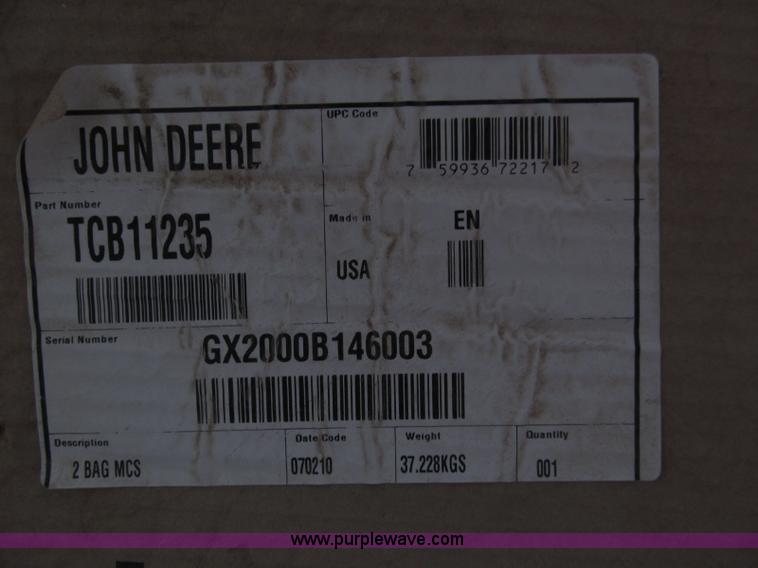 JOHN DEERE
UPC Code
7 59936 72217 2
Part Number
TCB11235
Made in
USA
EN
Serial Number
GX2000B146003
Description
2 BAG MCS
Date Code
070210
Weight
37.228KGS
Quantity
001
www.purplewave.com